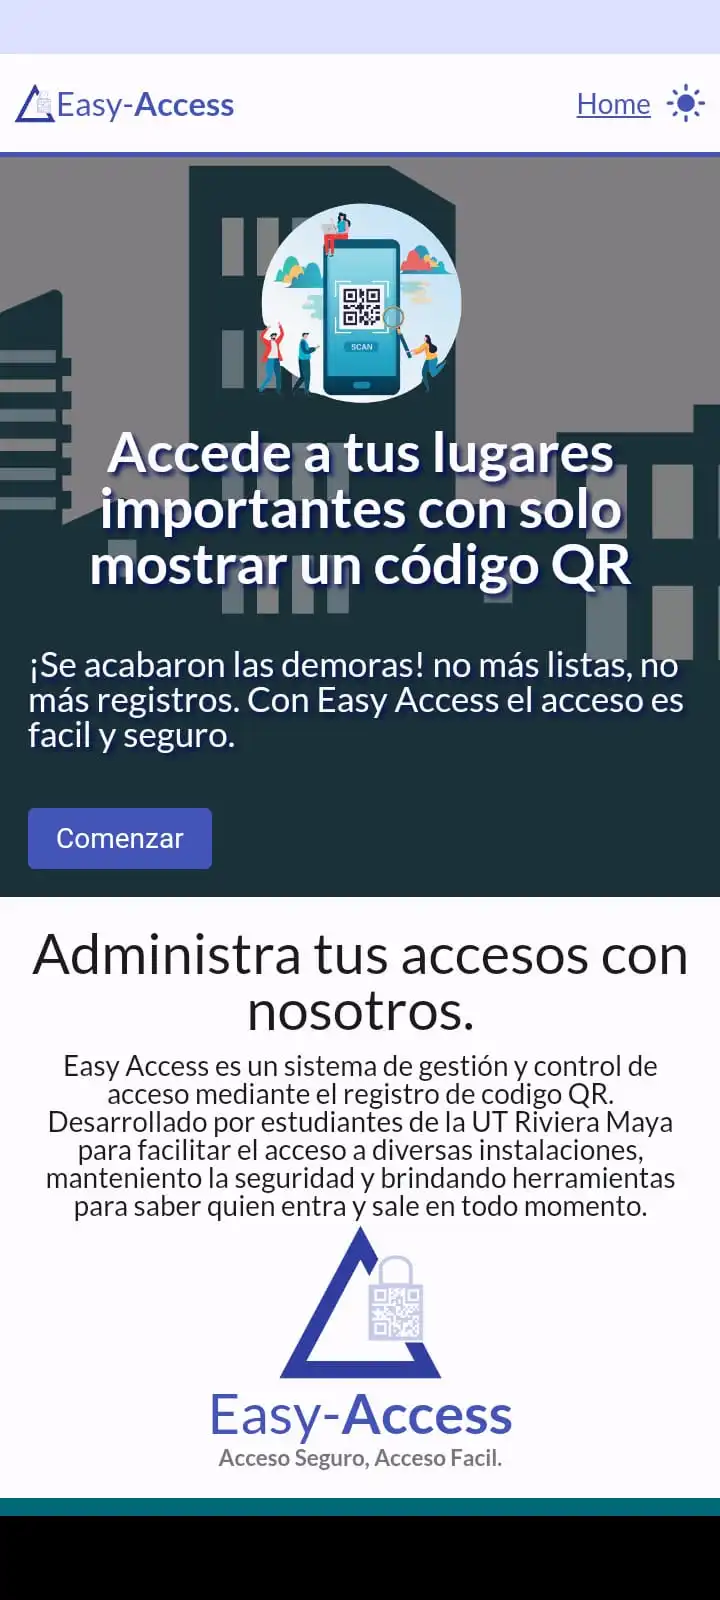 Easy-Access
Home
SCAN
Accede a tus lugares
importantes con solo
mostrar un código QR
¡Se acabaron las demoras! no más listas, no
más registros. Con Easy Access el acceso es
facil y seguro.
Comenzar
Administra tus accesos con
nosotros.
Easy Access es un sistema de gestión y control de
acceso mediante el registro de codigo QR.
Desarrollado por estudiantes de la UT Riviera Maya
para facilitar el acceso a diversas instalaciones,
manteniento la seguridad y brindando herramientas
para saber quien entra y sale en todo momento.
Easy-Access
Acceso Seguro, Acceso Facil.